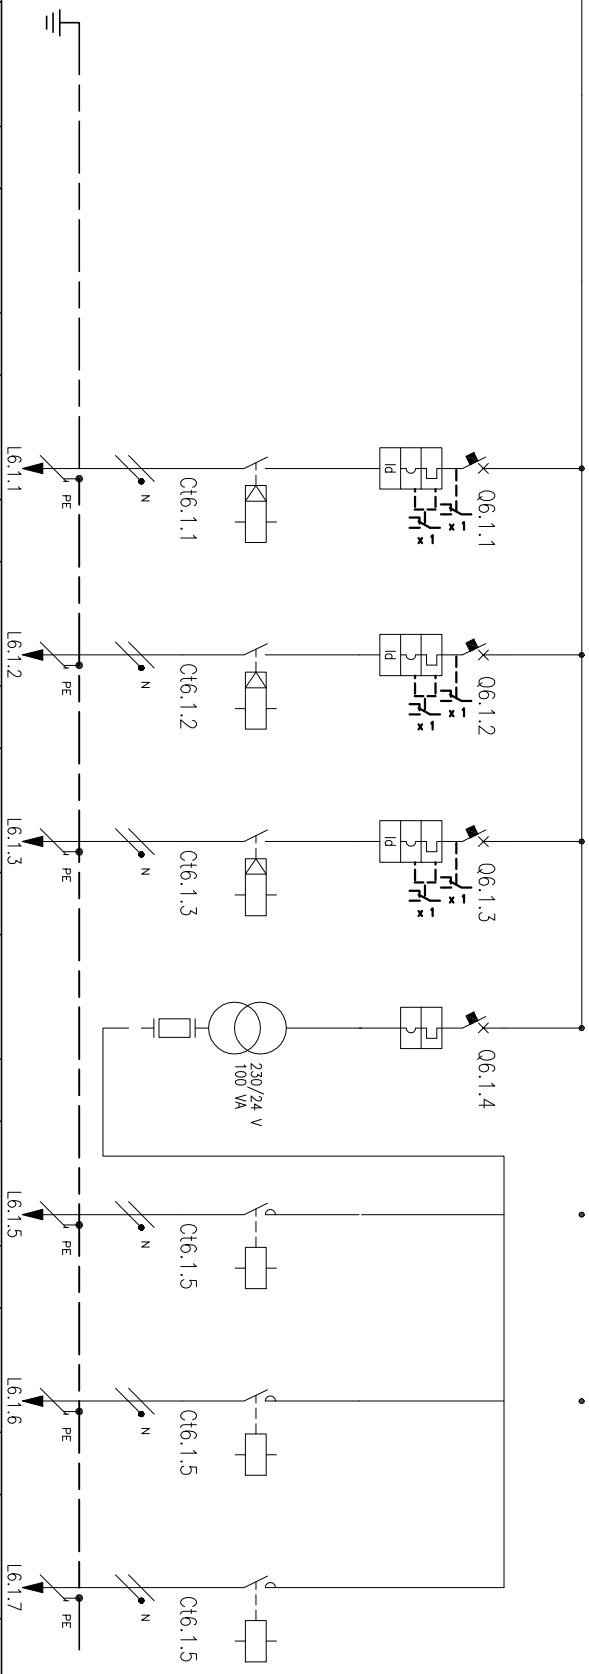 Q6.1.1
x 1
x 1
Id
Ct6.1.1
N
PE
L6.1.1
Q6.1.2
x 1
x 1
Id
Ct6.1.2
N
PE
L6.1.2
Q6.1.3
x 1
x 1
Id
Ct6.1.3
N
PE
L6.1.3
Q6.1.4
230/24 V
100 VA
Ct6.1.5
N
PE
L6.1.5
Ct6.1.5
N
PE
L6.1.6
Ct6.1.5
N
PE
L6.1.7